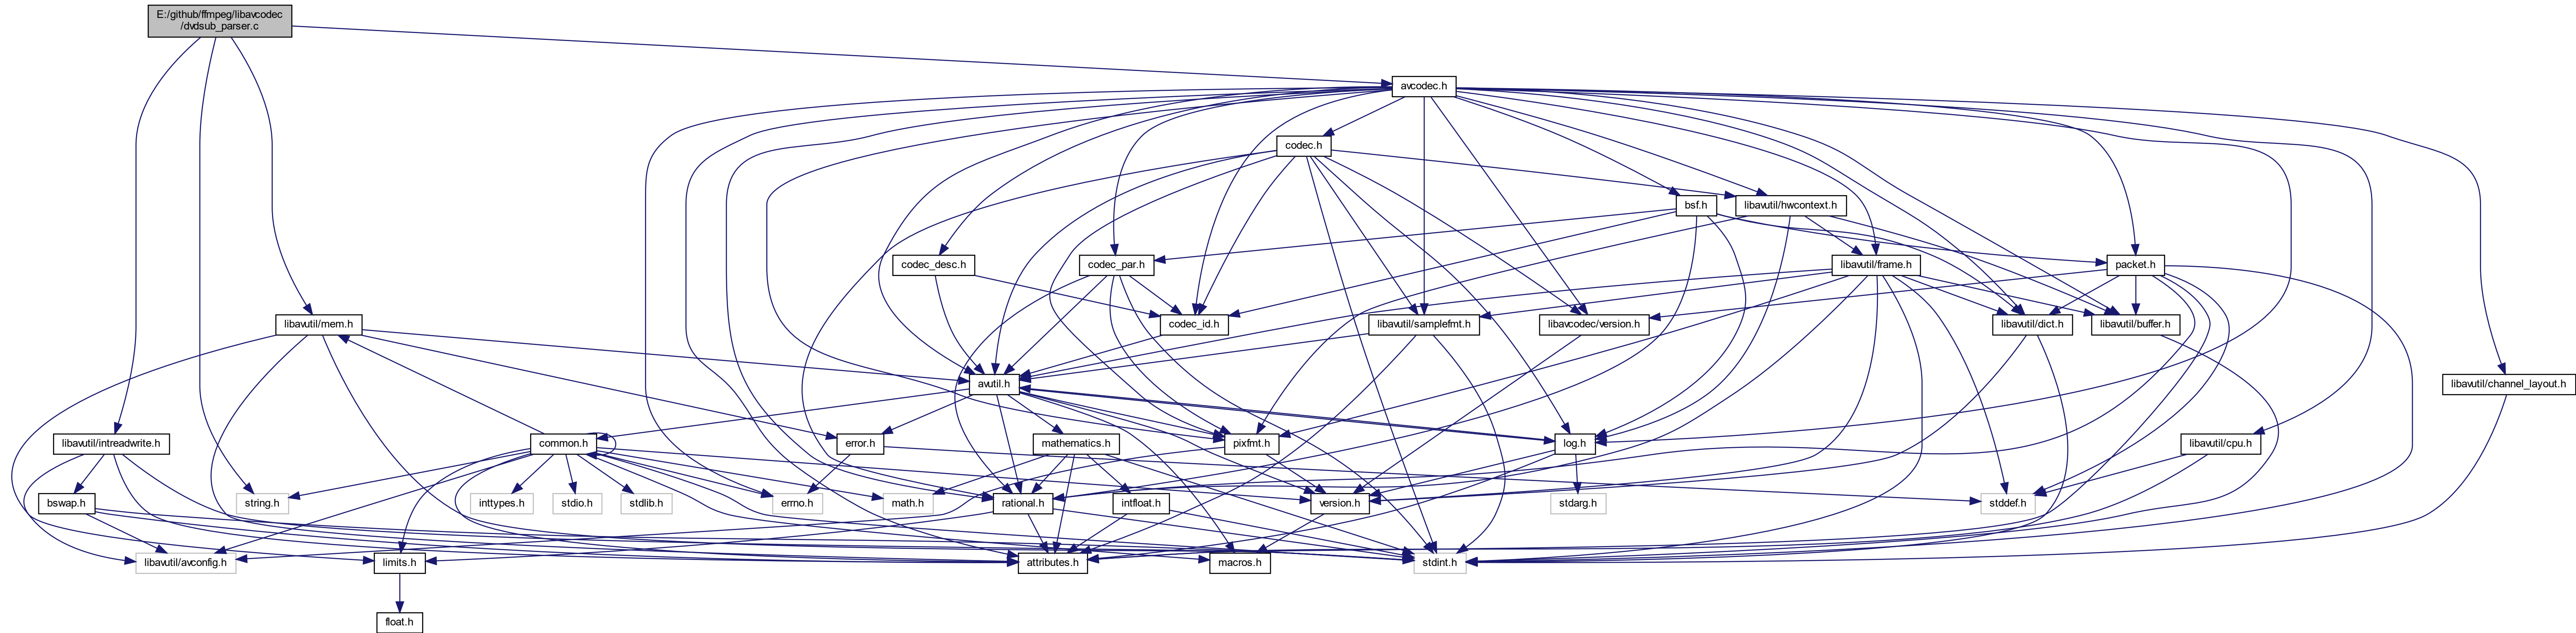 E:/github/ffmpeg/libavcodec
/dvdsub_parser.c
avcodec.h
codec.h
bsf.h
libavutil/hwcontext.h
codec_desc.h
codec_par.h
libavutil/frame.h
packet.h
libavutil/mem.h
codec_id.h
libavutil/samplefmt.h
libavcodec/version.h
libavutil/dict.h
libavutil/buffer.h
avutil.h
libavutil/channel_layout.h
libavutil/intreadwrite.h
common.h
error.h
mathematics.h
pixfmt.h
log.h
libavutil/cpu.h
bswap.h
string.h
inttypes.h
stdio.h
stdlib.h
errno.h
math.h
rational.h
intfloat.h
version.h
stdarg.h
stddef.h
libavutil/avconfig.h
limits.h
attributes.h
macros.h
stdint.h
float.h